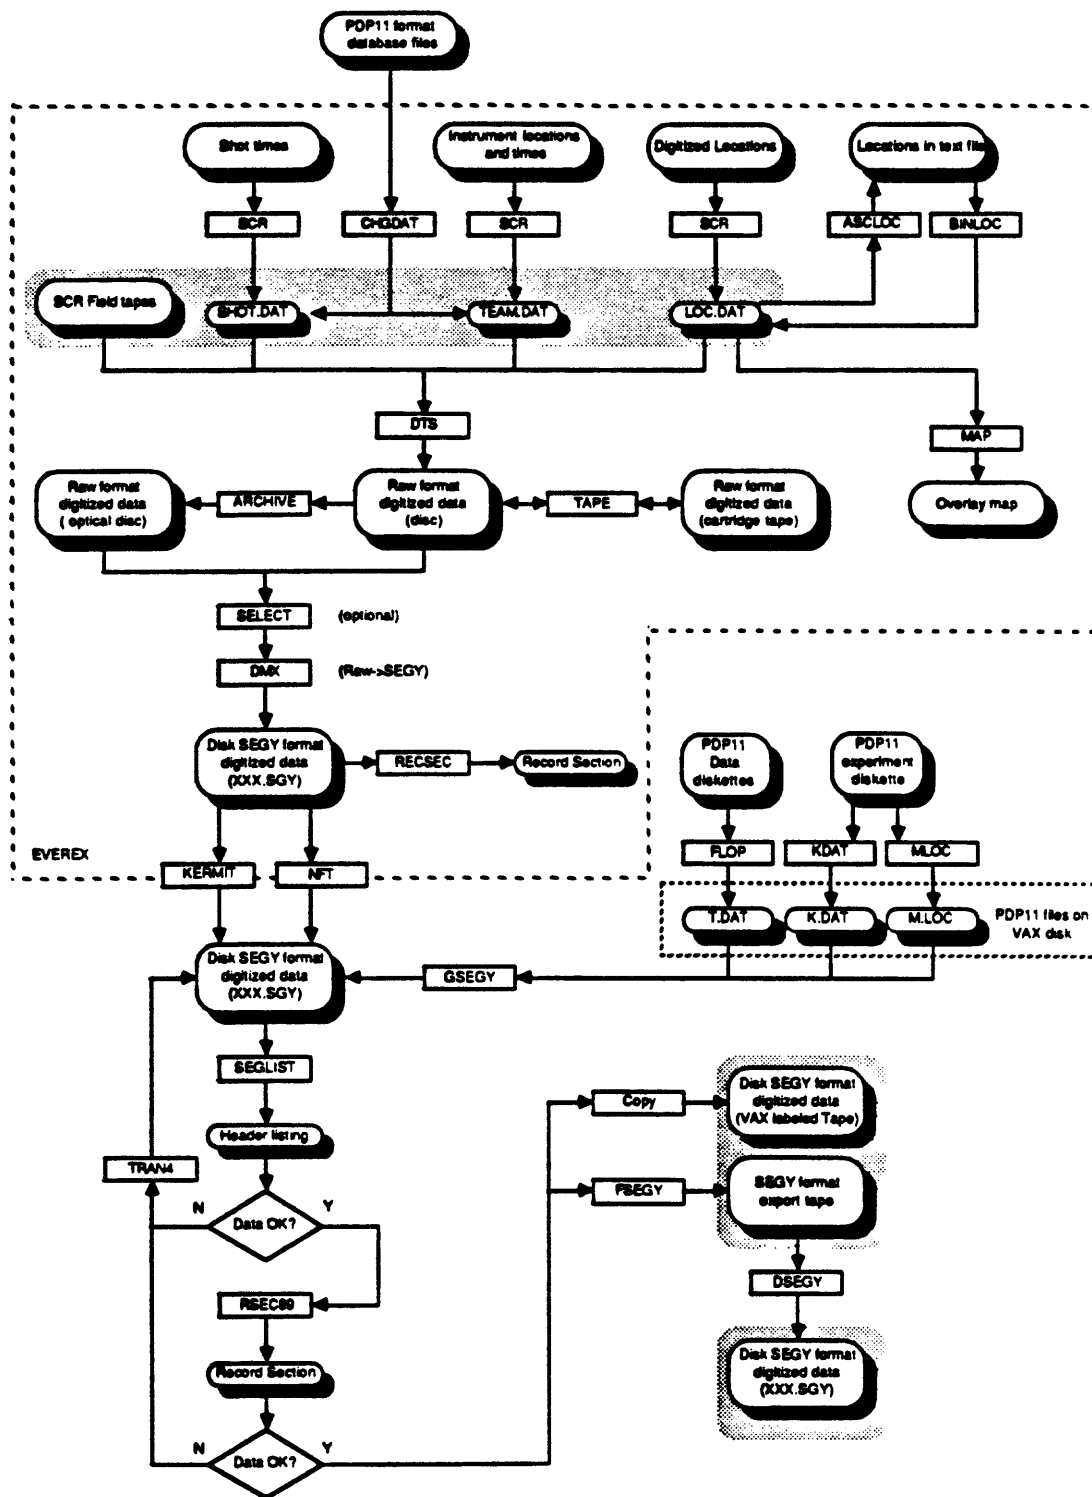 PDP11 format
database files
Shot times
Instrument locations
and times
Digitized Locations
Locations in text file
SCR
CHGDAT
SCR
SCR
ASCLOC
BINLOC
SCR Field tapes
SHOT.DAT
TEAM.DAT
LOC.DAT
DTS
MAP
Raw format
digitized data
( optical disc)
ARCHIVE
Raw format
digitized data
(disc)
TAPE
Raw format
digitized data
(cartridge tape)
Overlay map
SELECT
(optional)
DMX
(Raw->SEGY)
Disk SEGY format
digitized data
(XXX.SGY)
RECSEC
Record Section
PDP11
Data
diskettes
PDP11
experiment
diskette
EVEREX
KERMIT
NFT
FLOP
KDAT
MLOC
T.DAT
K.DAT
M.LOC
PDP11 files on
VAX disk
Disk SEGY format
digitized data
(XXX.SGY)
GSEGY
SEGLIST
Header listing
TRAN4
N
Data OK?
Y
Copy
Disk SEGY format
digitized data
(VAX labeled Tape)
FSEGY
SEGY format
export tape
DSEGY
RSEC89
Record Section
Disk SEGY format
digitized data
(XXX.SGY)
N
Data OK?
Y